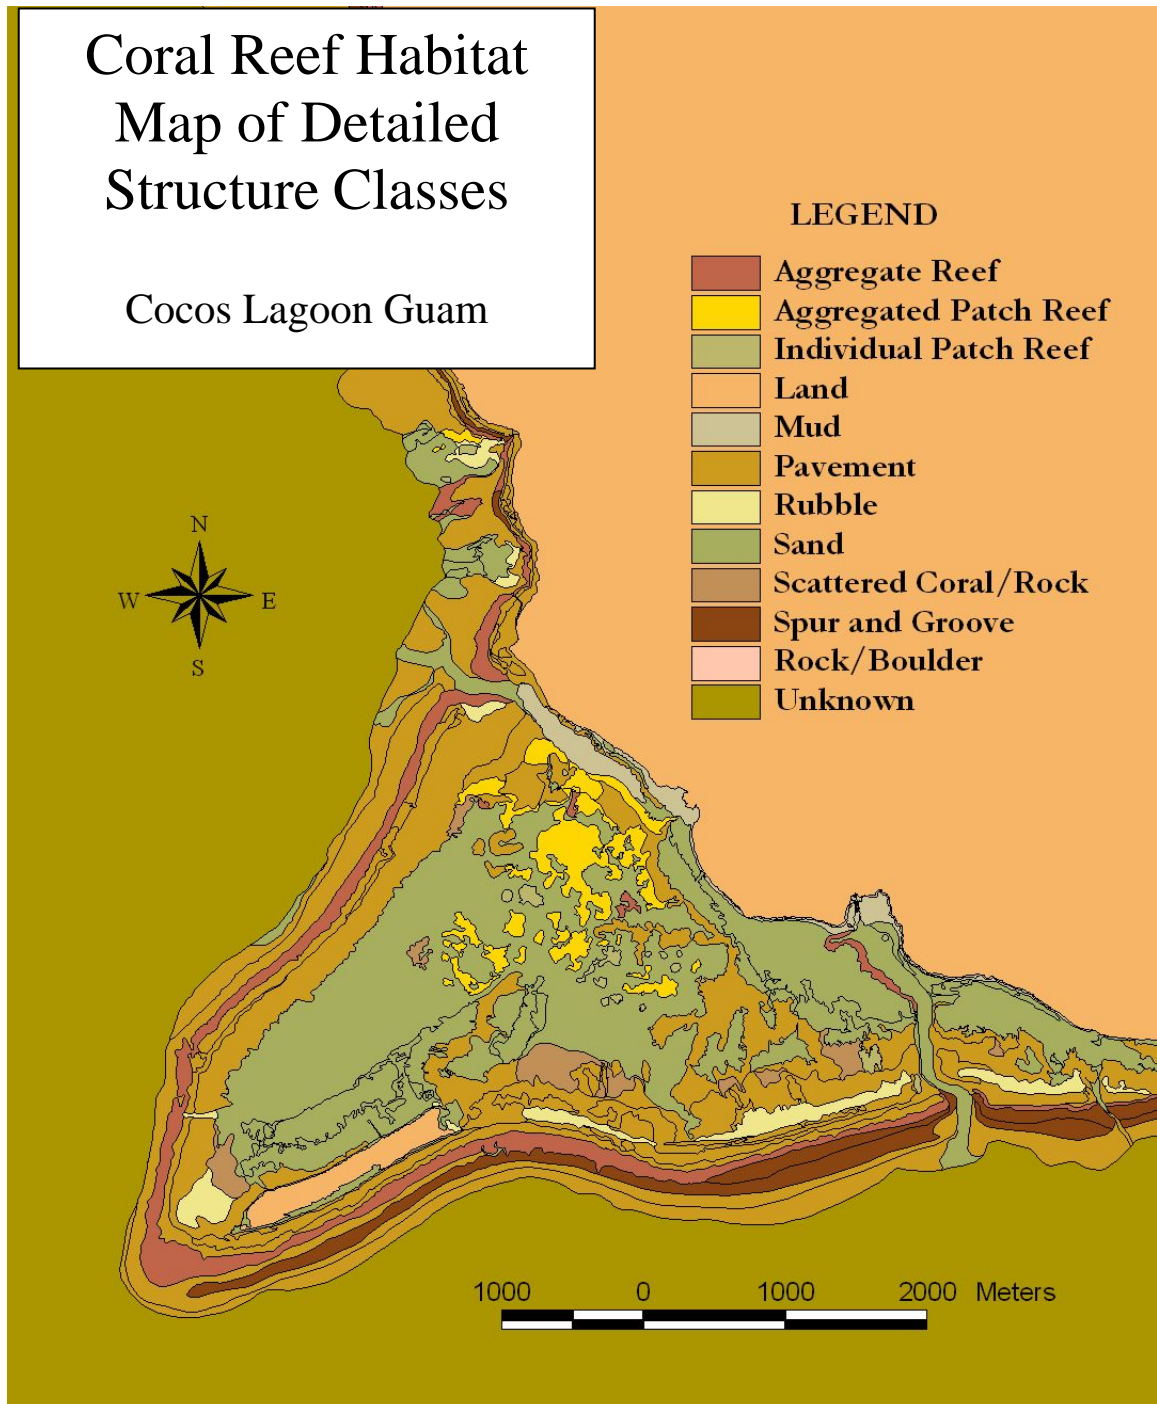 Coral Reef Habitat
Map of Detailed
Structure Classes
Cocos Lagoon Guam
LEGEND
Aggregate Reef
Aggregated Patch Reef
Individual Patch Reef
Land
Mud
Pavement
Rubble
Sand
Scattered Coral/Rock
Spur and Groove
Rock/Boulder
Unknown
N
W E
S
1000 0 1000 2000 Meters